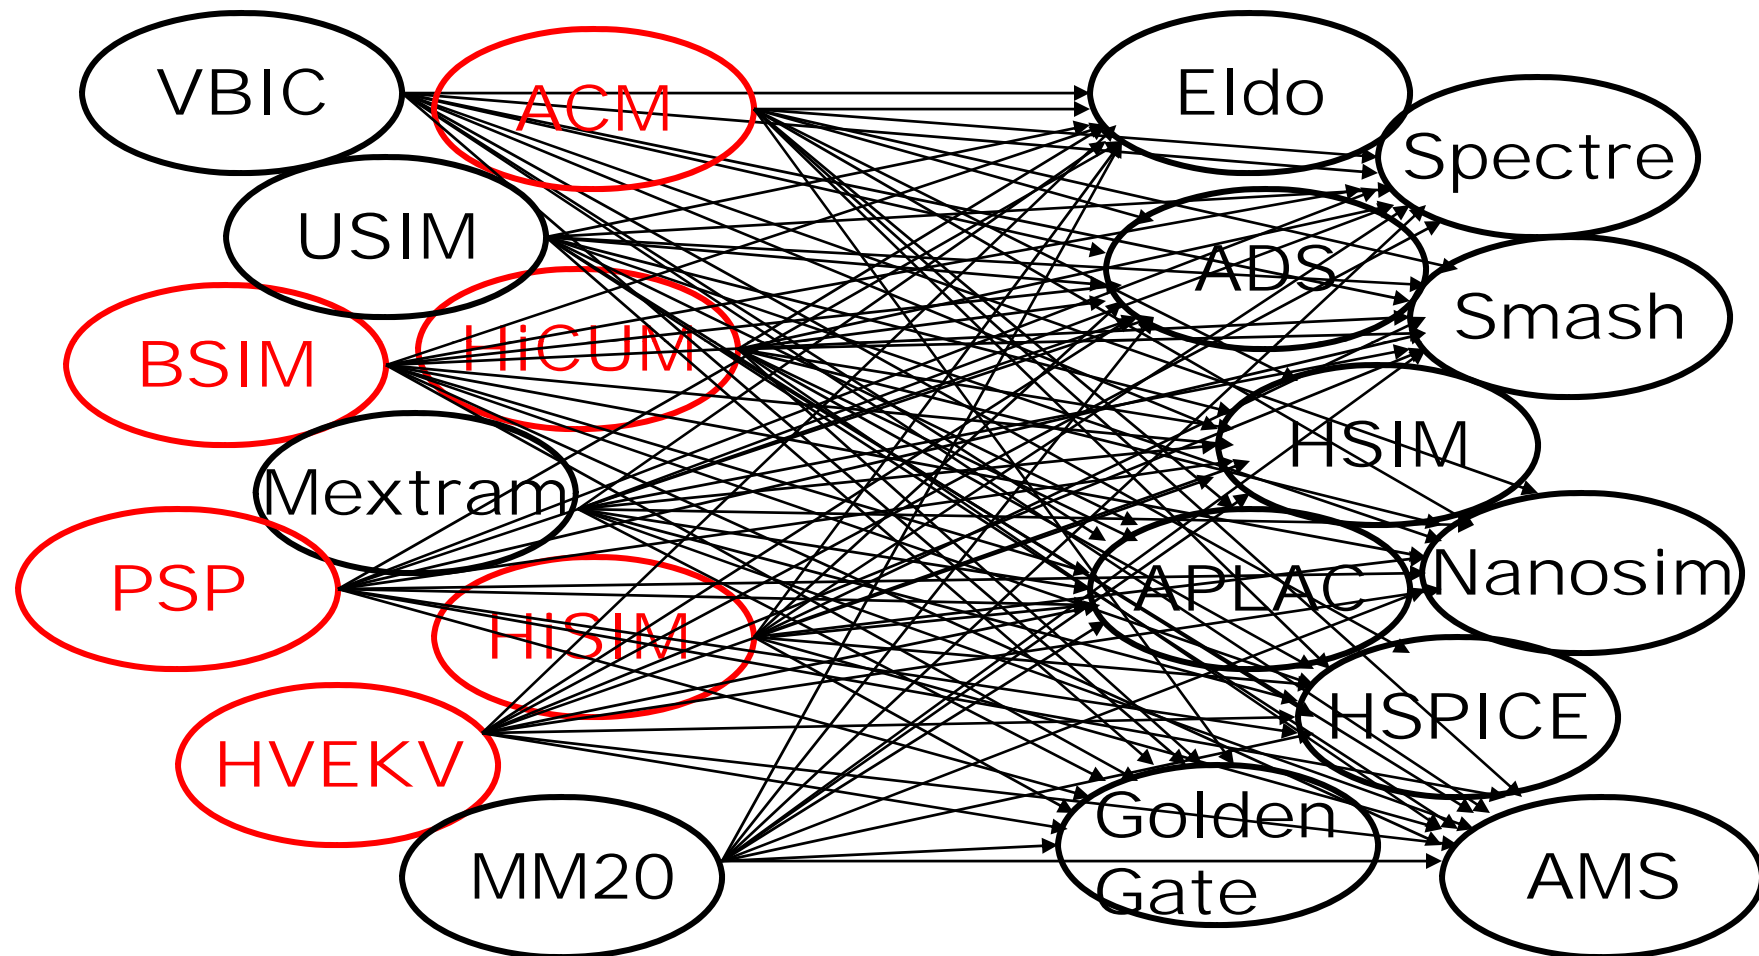 VBIC
ACM
USIM
BSIM
HiCUM
Mextram
PSP
HiSIM
HVEKV
MM20
Eldo
Spectre
ADS
Smash
HSIM
APLAC
Nanosim
HSPICE
Golden
Gate
AMS